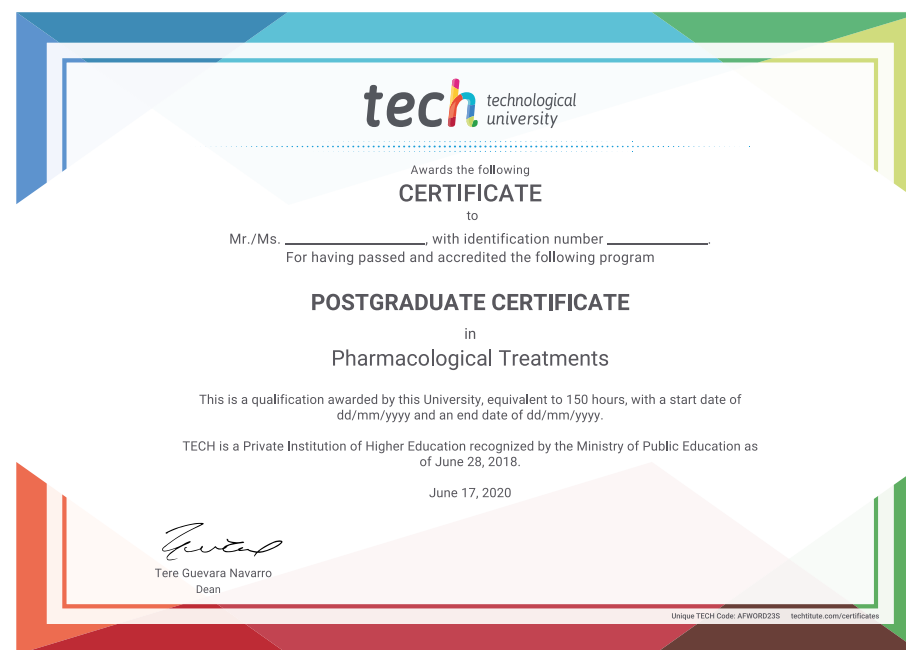 tech technological
university
Awards the following
CERTIFICATE
to
Mr./Ms. ____________________, with identification number ______________.
For having passed and accredited the following program
POSTGRADUATE CERTIFICATE
in
Pharmacological Treatments
This is a qualification awarded by this University, equivalent to 150 hours, with a start date of
dd/mm/yyyy and an end date of dd/mm/yyyy.
TECH is a Private Institution of Higher Education recognized by the Ministry of Public Education as
of June 28, 2018.
June 17, 2020
Tere Guevara Navarro
Dean
Unique TECH Code: AFWORD23S techtitute.com/certificates